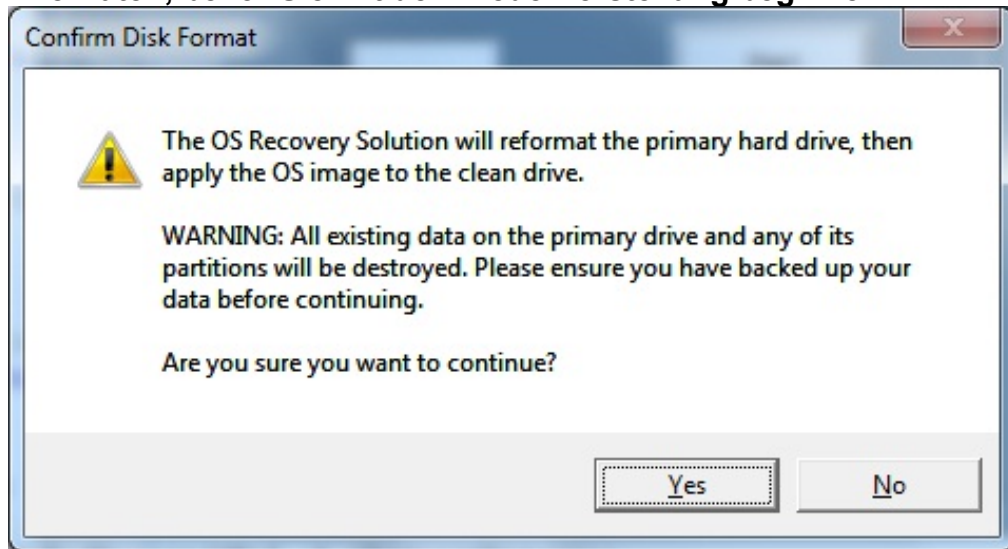 Confirm Disk Format
The OS Recovery Solution will reformat the primary hard drive, then
apply the OS image to the clean drive.
WARNING: All existing data on the primary drive and any of its
partitions will be destroyed. Please ensure you have backed up your
data before continuing.
Are you sure you want to continue?
Yes
No